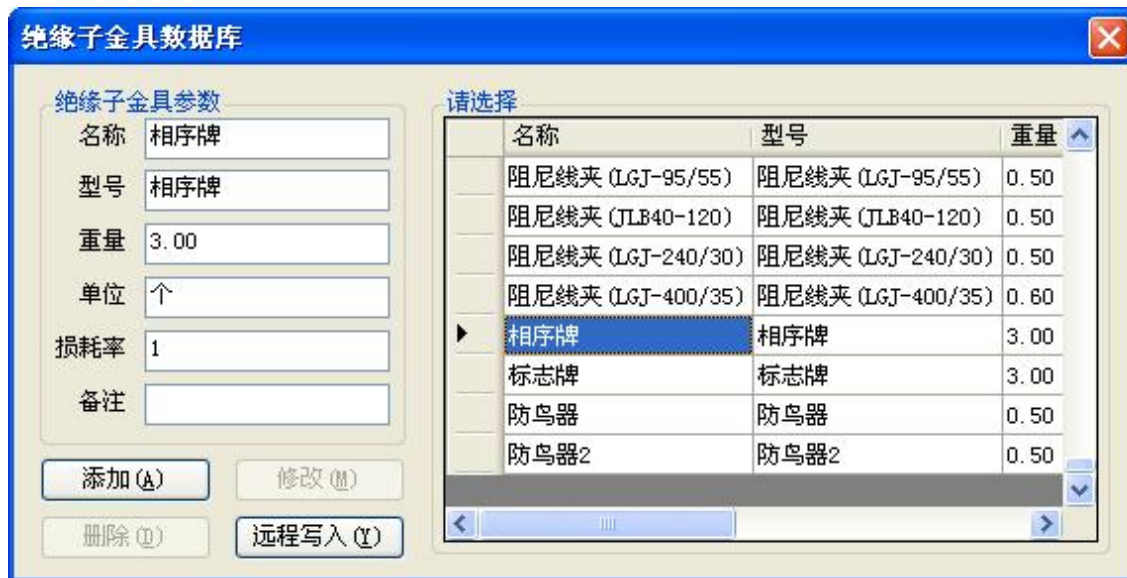 绝缘子金具数据库
绝缘子金具参数
名称 相序牌
型号 相序牌
重量 3.00
单位 个
损耗率 1
备注
添加(A) 修改(M)
删除(D) 远程写入(Y)
请选择
名称 型号 重量
阻尼线夹(LGJ-95/55) 阻尼线夹(LGJ-95/55) 0.50
阻尼线夹(JLB40-120) 阻尼线夹(JLB40-120) 0.50
阻尼线夹(LGJ-240/30) 阻尼线夹(LGJ-240/30) 0.50
阻尼线夹(LGJ-400/35) 阻尼线夹(LGJ-400/35) 0.60
相序牌 相序牌 3.00
标志牌 标志牌 3.00
防鸟器 防鸟器 0.50
防鸟器2 防鸟器2 0.50